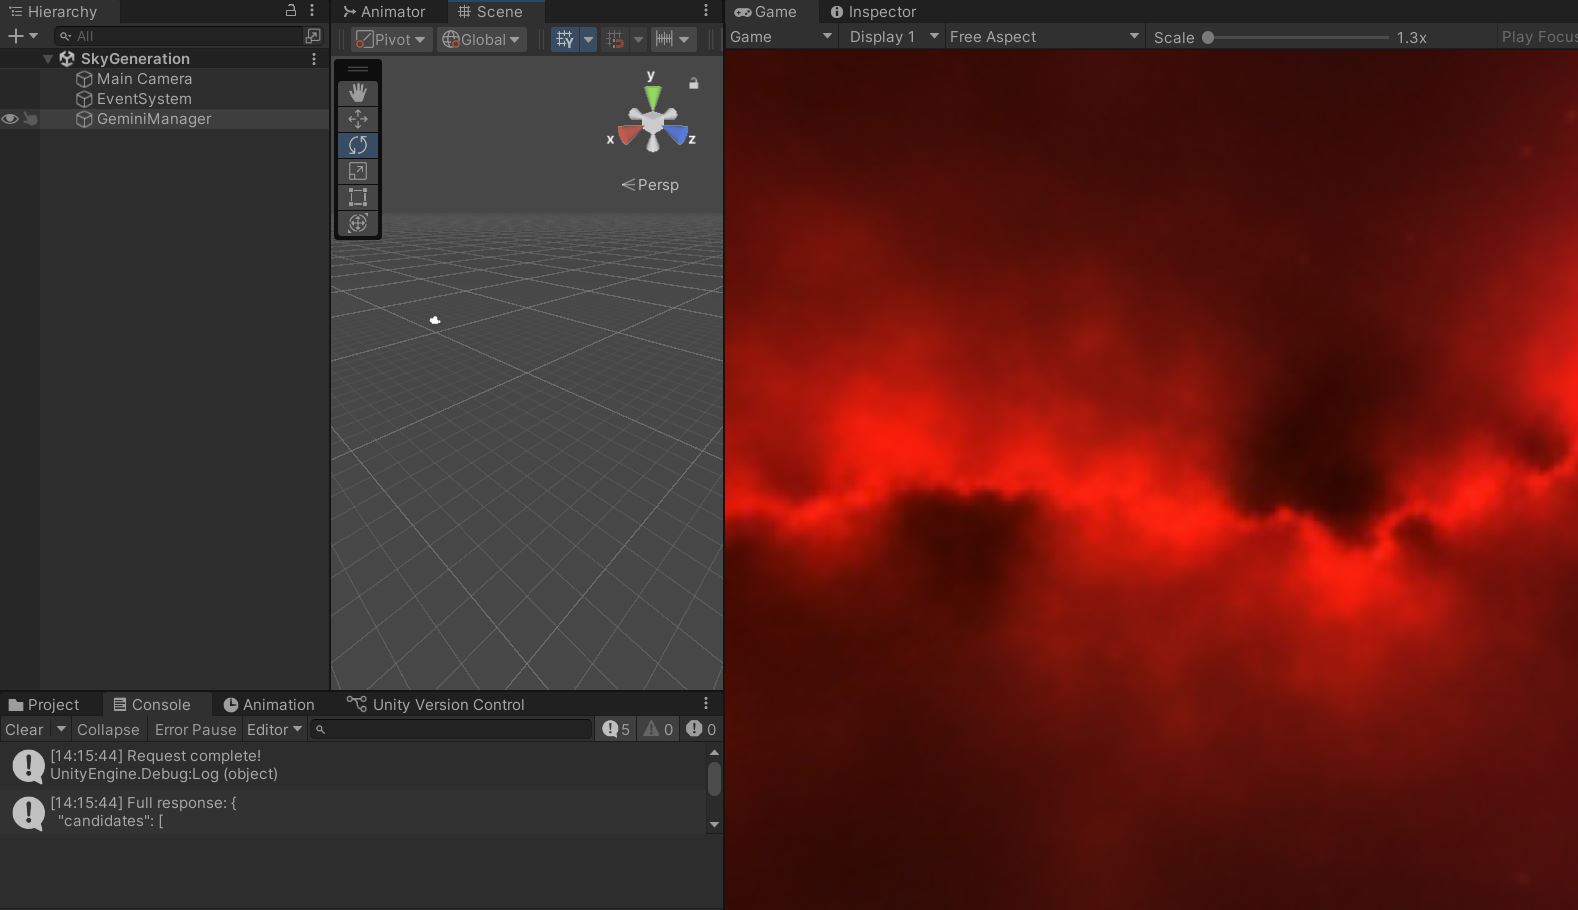 Hierarchy
All
SkyGeneration
Main Camera
EventSystem
GeminiManager
Animator
Scene
Pivot
Global
y
x
z
Persp
Game
Inspector
Game
Display 1
Free Aspect
Scale
1.3x
Play Focus
Project
Console
Animation
Unity Version Control
Clear
Collapse
Error Pause
Editor
5
0
0
[14:15:44] Request complete!
UnityEngine.Debug:Log (object)
[14:15:44] Full response: {
"candidates": [